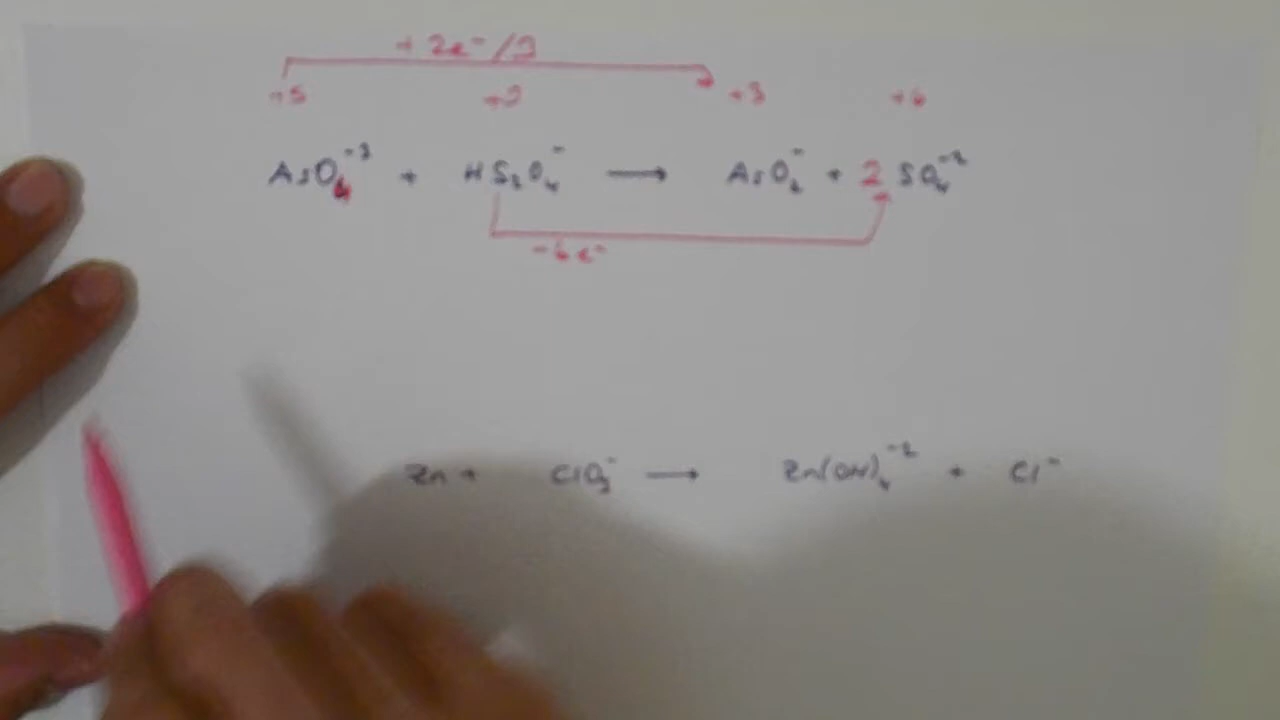 + 2e⁻ /3
+5 +3 +3 +6
AsO₄⁻³ + HS₂O₄⁻ → AsO₂⁻ + 2 SO₄⁻²
-6e⁻
Zn + ClO₃⁻ → Zn(OH)₄⁻² + Cl⁻